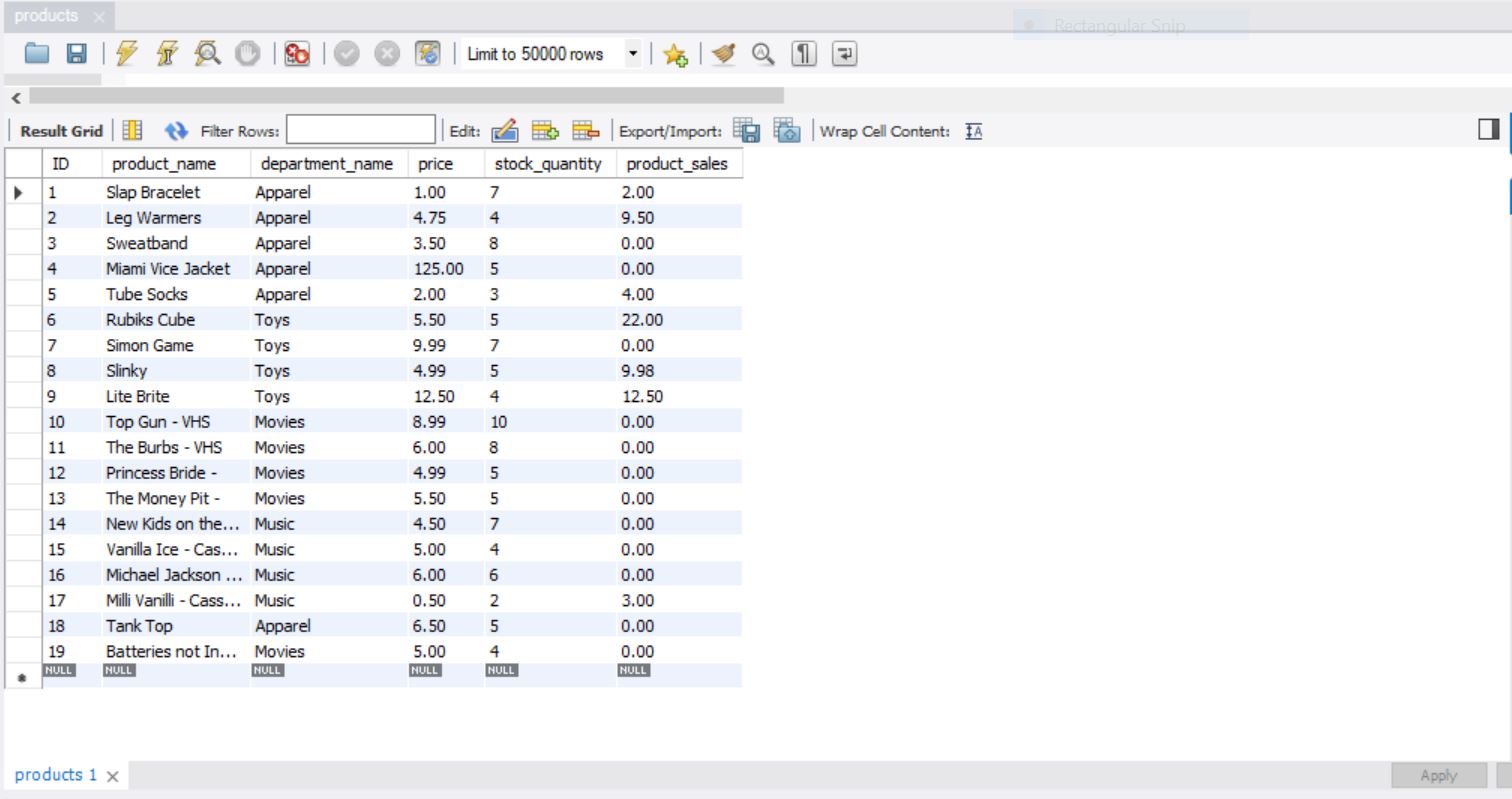 products
Rectangular Snip
Limit to 50000 rows
Result Grid Filter Rows: Edit: Export/Import: Wrap Cell Content:
ID product_name department_name price stock_quantity product_sales
1 Slap Bracelet Apparel 1.00 7 2.00
2 Leg Warmers Apparel 4.75 4 9.50
3 Sweatband Apparel 3.50 8 0.00
4 Miami Vice Jacket Apparel 125.00 5 0.00
5 Tube Socks Apparel 2.00 3 4.00
6 Rubiks Cube Toys 5.50 5 22.00
7 Simon Game Toys 9.99 7 0.00
8 Slinky Toys 4.99 5 9.98
9 Lite Brite Toys 12.50 4 12.50
10 Top Gun - VHS Movies 8.99 10 0.00
11 The Burbs - VHS Movies 6.00 8 0.00
12 Princess Bride - Movies 4.99 5 0.00
13 The Money Pit - Movies 5.50 5 0.00
14 New Kids on the... Music 4.50 7 0.00
15 Vanilla Ice - Cas... Music 5.00 4 0.00
16 Michael Jackson ... Music 6.00 6 0.00
17 Milli Vanilli - Cass... Music 0.50 2 3.00
18 Tank Top Apparel 6.50 5 0.00
19 Batteries not In... Movies 5.00 4 0.00
NULL NULL NULL NULL NULL NULL
products 1
Apply